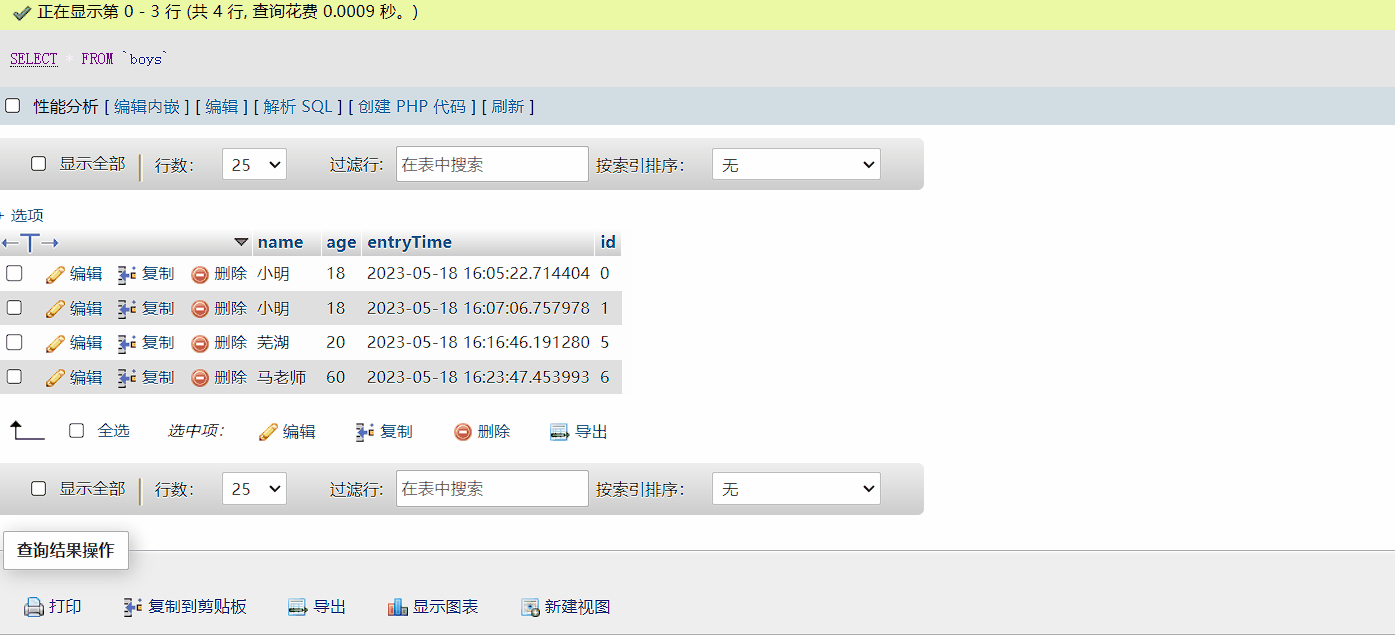 正在显示第 0 - 3 行 (共 4 行, 查询花费 0.0009 秒。)
SELECT * FROM `boys`
性能分析 [ 编辑内嵌 ] [ 编辑 ] [ 解析 SQL ] [ 创建 PHP 代码 ] [ 刷新 ]
显示全部 行数: 25 过滤行: 在表中搜索 按索引排序: 无
+ 选项
←T→ name age entryTime id
编辑 复制 删除 小明 18 2023-05-18 16:05:22.714404 0
编辑 复制 删除 小明 18 2023-05-18 16:07:06.757978 1
编辑 复制 删除 芜湖 20 2023-05-18 16:16:46.191280 5
编辑 复制 删除 马老师 60 2023-05-18 16:23:47.453993 6
全选 选中项: 编辑 复制 删除 导出
显示全部 行数: 25 过滤行: 在表中搜索 按索引排序: 无
查询结果操作
打印 复制到剪贴板 导出 显示图表 新建视图